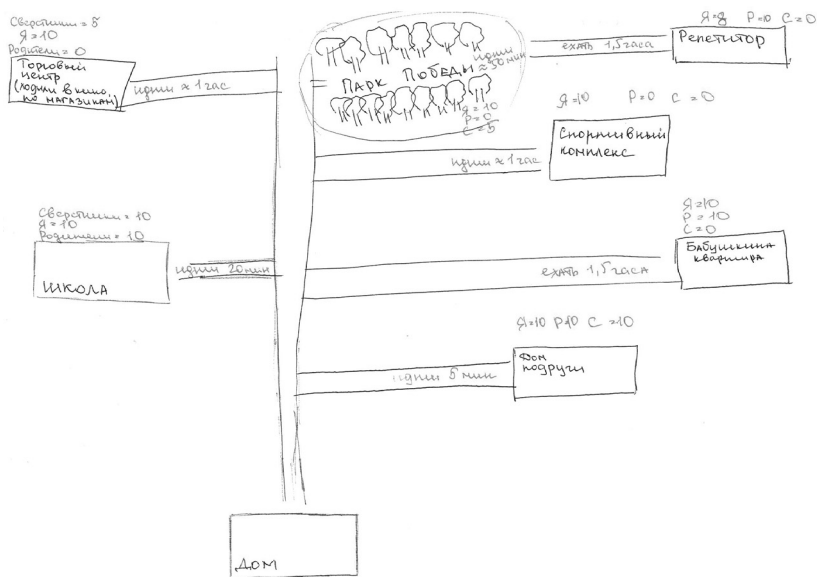 Сверстники = 5
Я = 10
Родители = 0
Торговый
центр
(ходим в кино,
по магазинам)
идти ≈ 1 час
Парк Победы
идти
≈ 30 мин
Я = 10
Р = 0
С = 5
ехать 1,5 часа
Я = 8 Р = 10 С = 0
Репетитор
Я = 10 Р = 0 С = 0
Спортивный
комплекс
идти ≈ 1 час
Сверстники = 10
Я = 10
Родители = 10
Школа
идти 20 мин
Я = 10
Р = 10
С = 0
Бабушкина
квартира
ехать 1,5 часа
Я = 10 Р = 10 С = 10
Дом
подруги
идти 5 мин
Дом